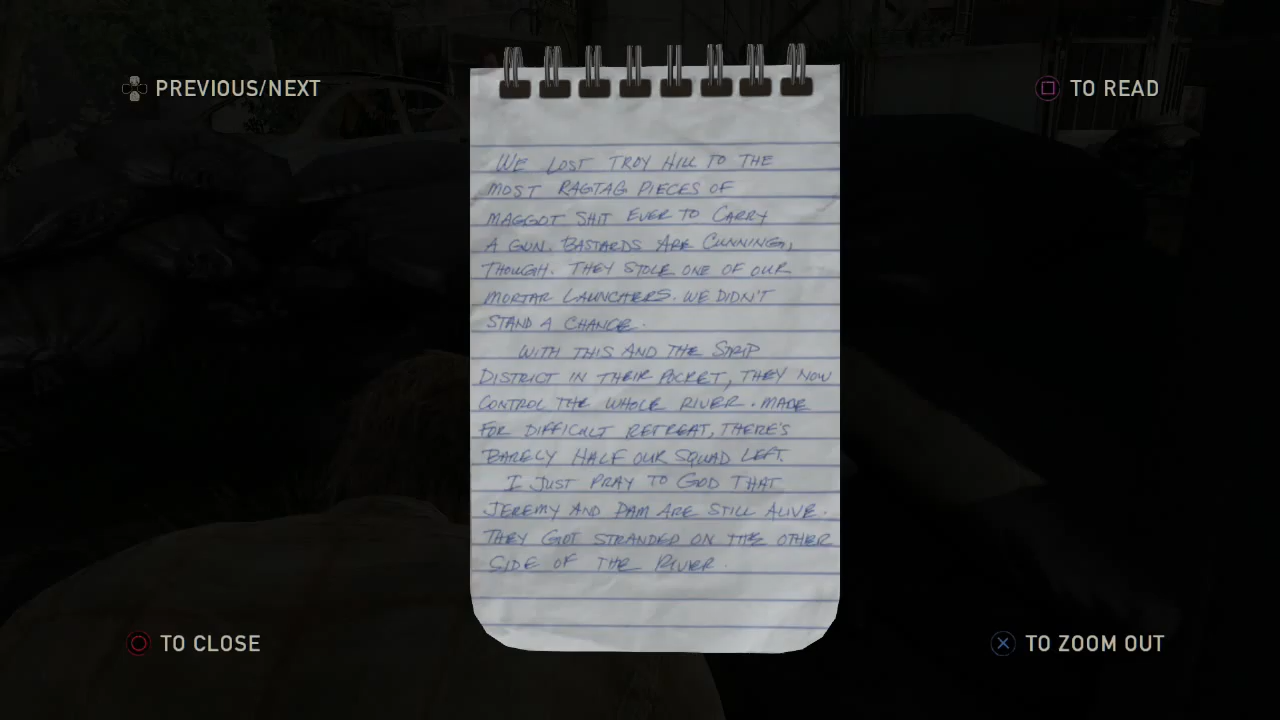 PREVIOUS/NEXT
TO READ
WE LOST TROY HILL TO THE
MOST RAGTAG PIECES OF
MAGGOT SHIT EVER TO CARRY
A GUN. BASTARDS ARE CUNNING,
THOUGH. THEY STOLE ONE OF OUR
MORTAR LAUNCHERS. WE DIDN'T
STAND A CHANCE.
WITH THIS AND THE STRIP
DISTRICT IN THEIR POCKET, THEY NOW
CONTROL THE WHOLE RIVER. MADE
FOR DIFFICULT RETREAT, THERE'S
BARELY HALF OUR SQUAD LEFT.
I JUST PRAY TO GOD THAT
JEREMY AND PAM ARE STILL ALIVE.
THEY GOT STRANDED ON THE OTHER
SIDE OF THE RIVER.
TO CLOSE
TO ZOOM OUT